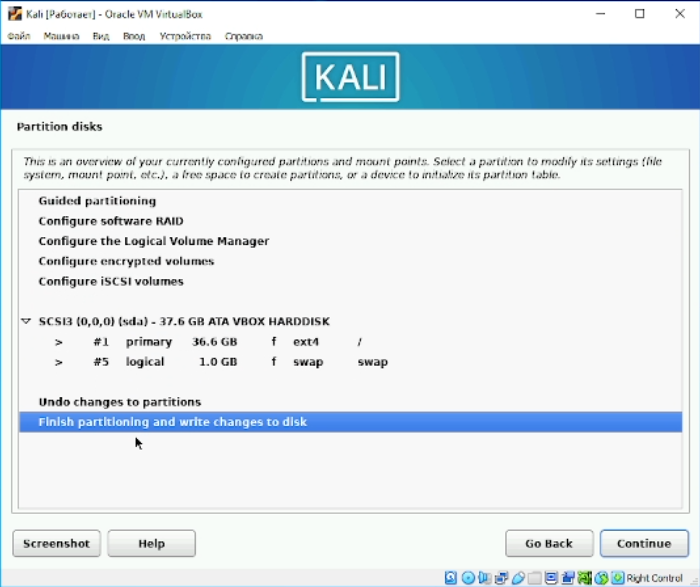 Kali [Работает] - Oracle VM VirtualBox
Файл Машина Вид Ввод Устройства Справка
KALI
Partition disks
This is an overview of your currently configured partitions and mount points. Select a partition to modify its settings (file
system, mount point, etc.), a free space to create partitions, or a device to initialize its partition table.
Guided partitioning
Configure software RAID
Configure the Logical Volume Manager
Configure encrypted volumes
Configure iSCSI volumes
SCSI3 (0,0,0) (sda) - 37.6 GB ATA VBOX HARDDISK
> #1 primary 36.6 GB f ext4 /
> #5 logical 1.0 GB f swap swap
Undo changes to partitions
Finish partitioning and write changes to disk
Screenshot Help Go Back Continue
Right Control